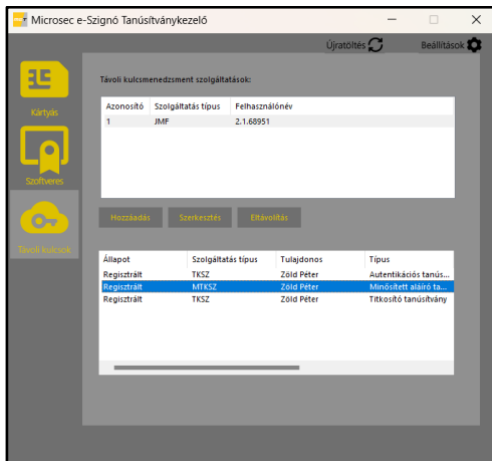 Microsec e-Szignó Tanúsítványkezelő
Újratöltés Beállítások
Kártyás
Szoftveres
Távoli kulcsok
Távoli kulcsmenedzsment szolgáltatások:
Azonosító Szolgáltatás típus Felhasználónév
1 JMF 2.1.68951
Hozzáadás Szerkesztés Eltávolítás
Állapot Szolgáltatás típus Tulajdonos Típus
Regisztrált TKSZ Zöld Péter Autentikációs tanús...
Regisztrált MTKSZ Zöld Péter Minősített aláíró ta...
Regisztrált TKSZ Zöld Péter Titkosító tanúsítvány